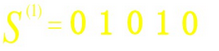 S^(1) = 0 1 0 1 0